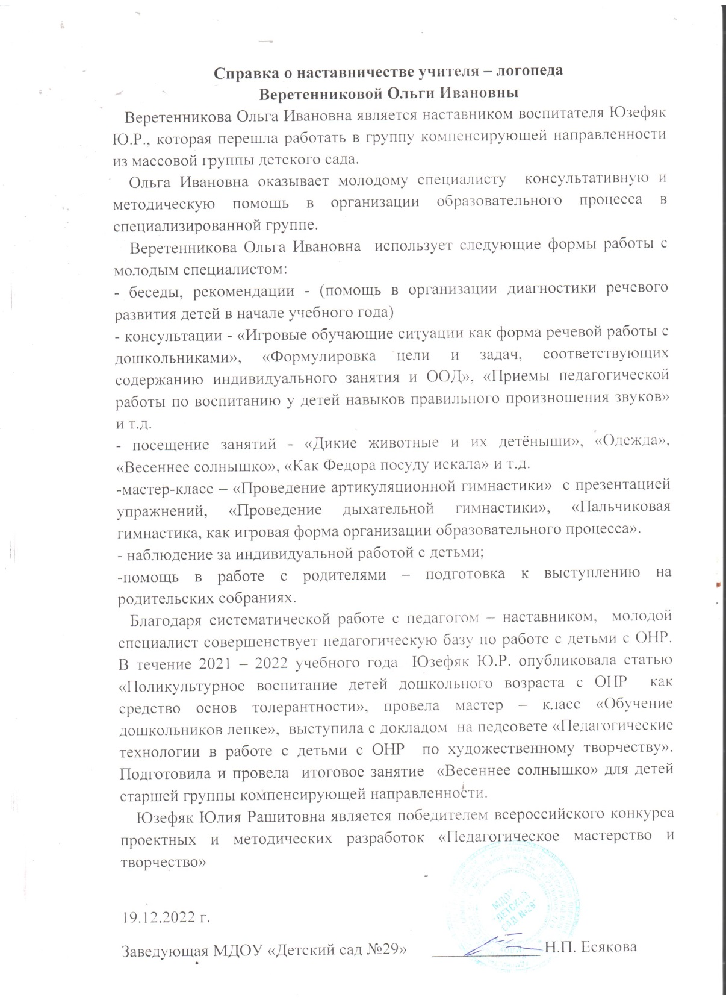 Справка о наставничестве учителя – логопеда
Веретенниковой Ольги Ивановны
Веретенникова Ольга Ивановна является наставником воспитателя Юзефяк
Ю.Р., которая перешла работать в группу компенсирующей направленности
из массовой группы детского сада.
Ольга Ивановна оказывает молодому специалисту консультативную и
методическую помощь в организации образовательного процесса в
специализированной группе.
Веретенникова Ольга Ивановна использует следующие формы работы с
молодым специалистом:
- беседы, рекомендации - (помощь в организации диагностики речевого
развития детей в начале учебного года)
- консультации - «Игровые обучающие ситуации как форма речевой работы с
дошкольниками», «Формулировка цели и задач, соответствующих
содержанию индивидуального занятия и ООД», «Приемы педагогической
работы по воспитанию у детей навыков правильного произношения звуков»
и т.д.
- посещение занятий - «Дикие животные и их детёныши», «Одежда»,
«Весеннее солнышко», «Как Федора посуду искала» и т.д.
-мастер-класс – «Проведение артикуляционной гимнастики» с презентацией
упражнений, «Проведение дыхательной гимнастики», «Пальчиковая
гимнастика, как игровая форма организации образовательного процесса».
- наблюдение за индивидуальной работой с детьми;
-помощь в работе с родителями – подготовка к выступлению на
родительских собраниях.
Благодаря систематической работе с педагогом – наставником, молодой
специалист совершенствует педагогическую базу по работе с детьми с ОНР.
В течение 2021 – 2022 учебного года Юзефяк Ю.Р. опубликовала статью
«Поликультурное воспитание детей дошкольного возраста с ОНР как
средство основ толерантности», провела мастер – класс «Обучение
дошкольников лепке», выступила с докладом на педсовете «Педагогические
технологии в работе с детьми с ОНР по художественному творчеству».
Подготовила и провела итоговое занятие «Весеннее солнышко» для детей
старшей группы компенсирующей направленности.
Юзефяк Юлия Рашитовна является победителем всероссийского конкурса
проектных и методических разработок «Педагогическое мастерство и
творчество»
МДОУ
"ДЕТСКИЙ
САД №29"
19.12.2022 г.
Заведующая МДОУ «Детский сад №29» Н.П. Есякова